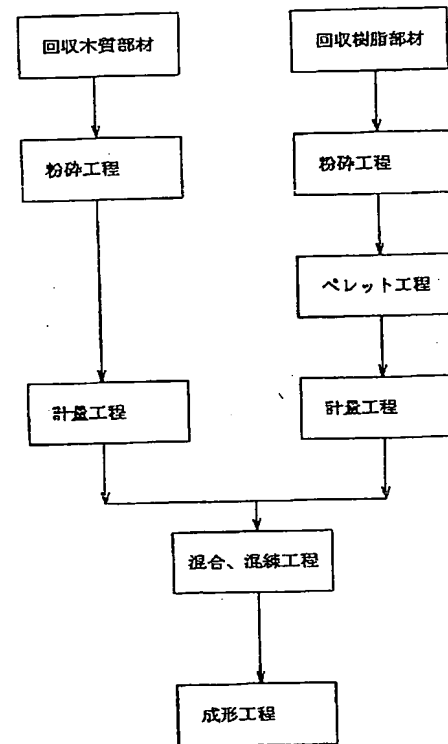 回収木質部材
回収樹脂部材
粉砕工程
粉砕工程
ペレット工程
計量工程
計量工程
混合、混練工程
成形工程